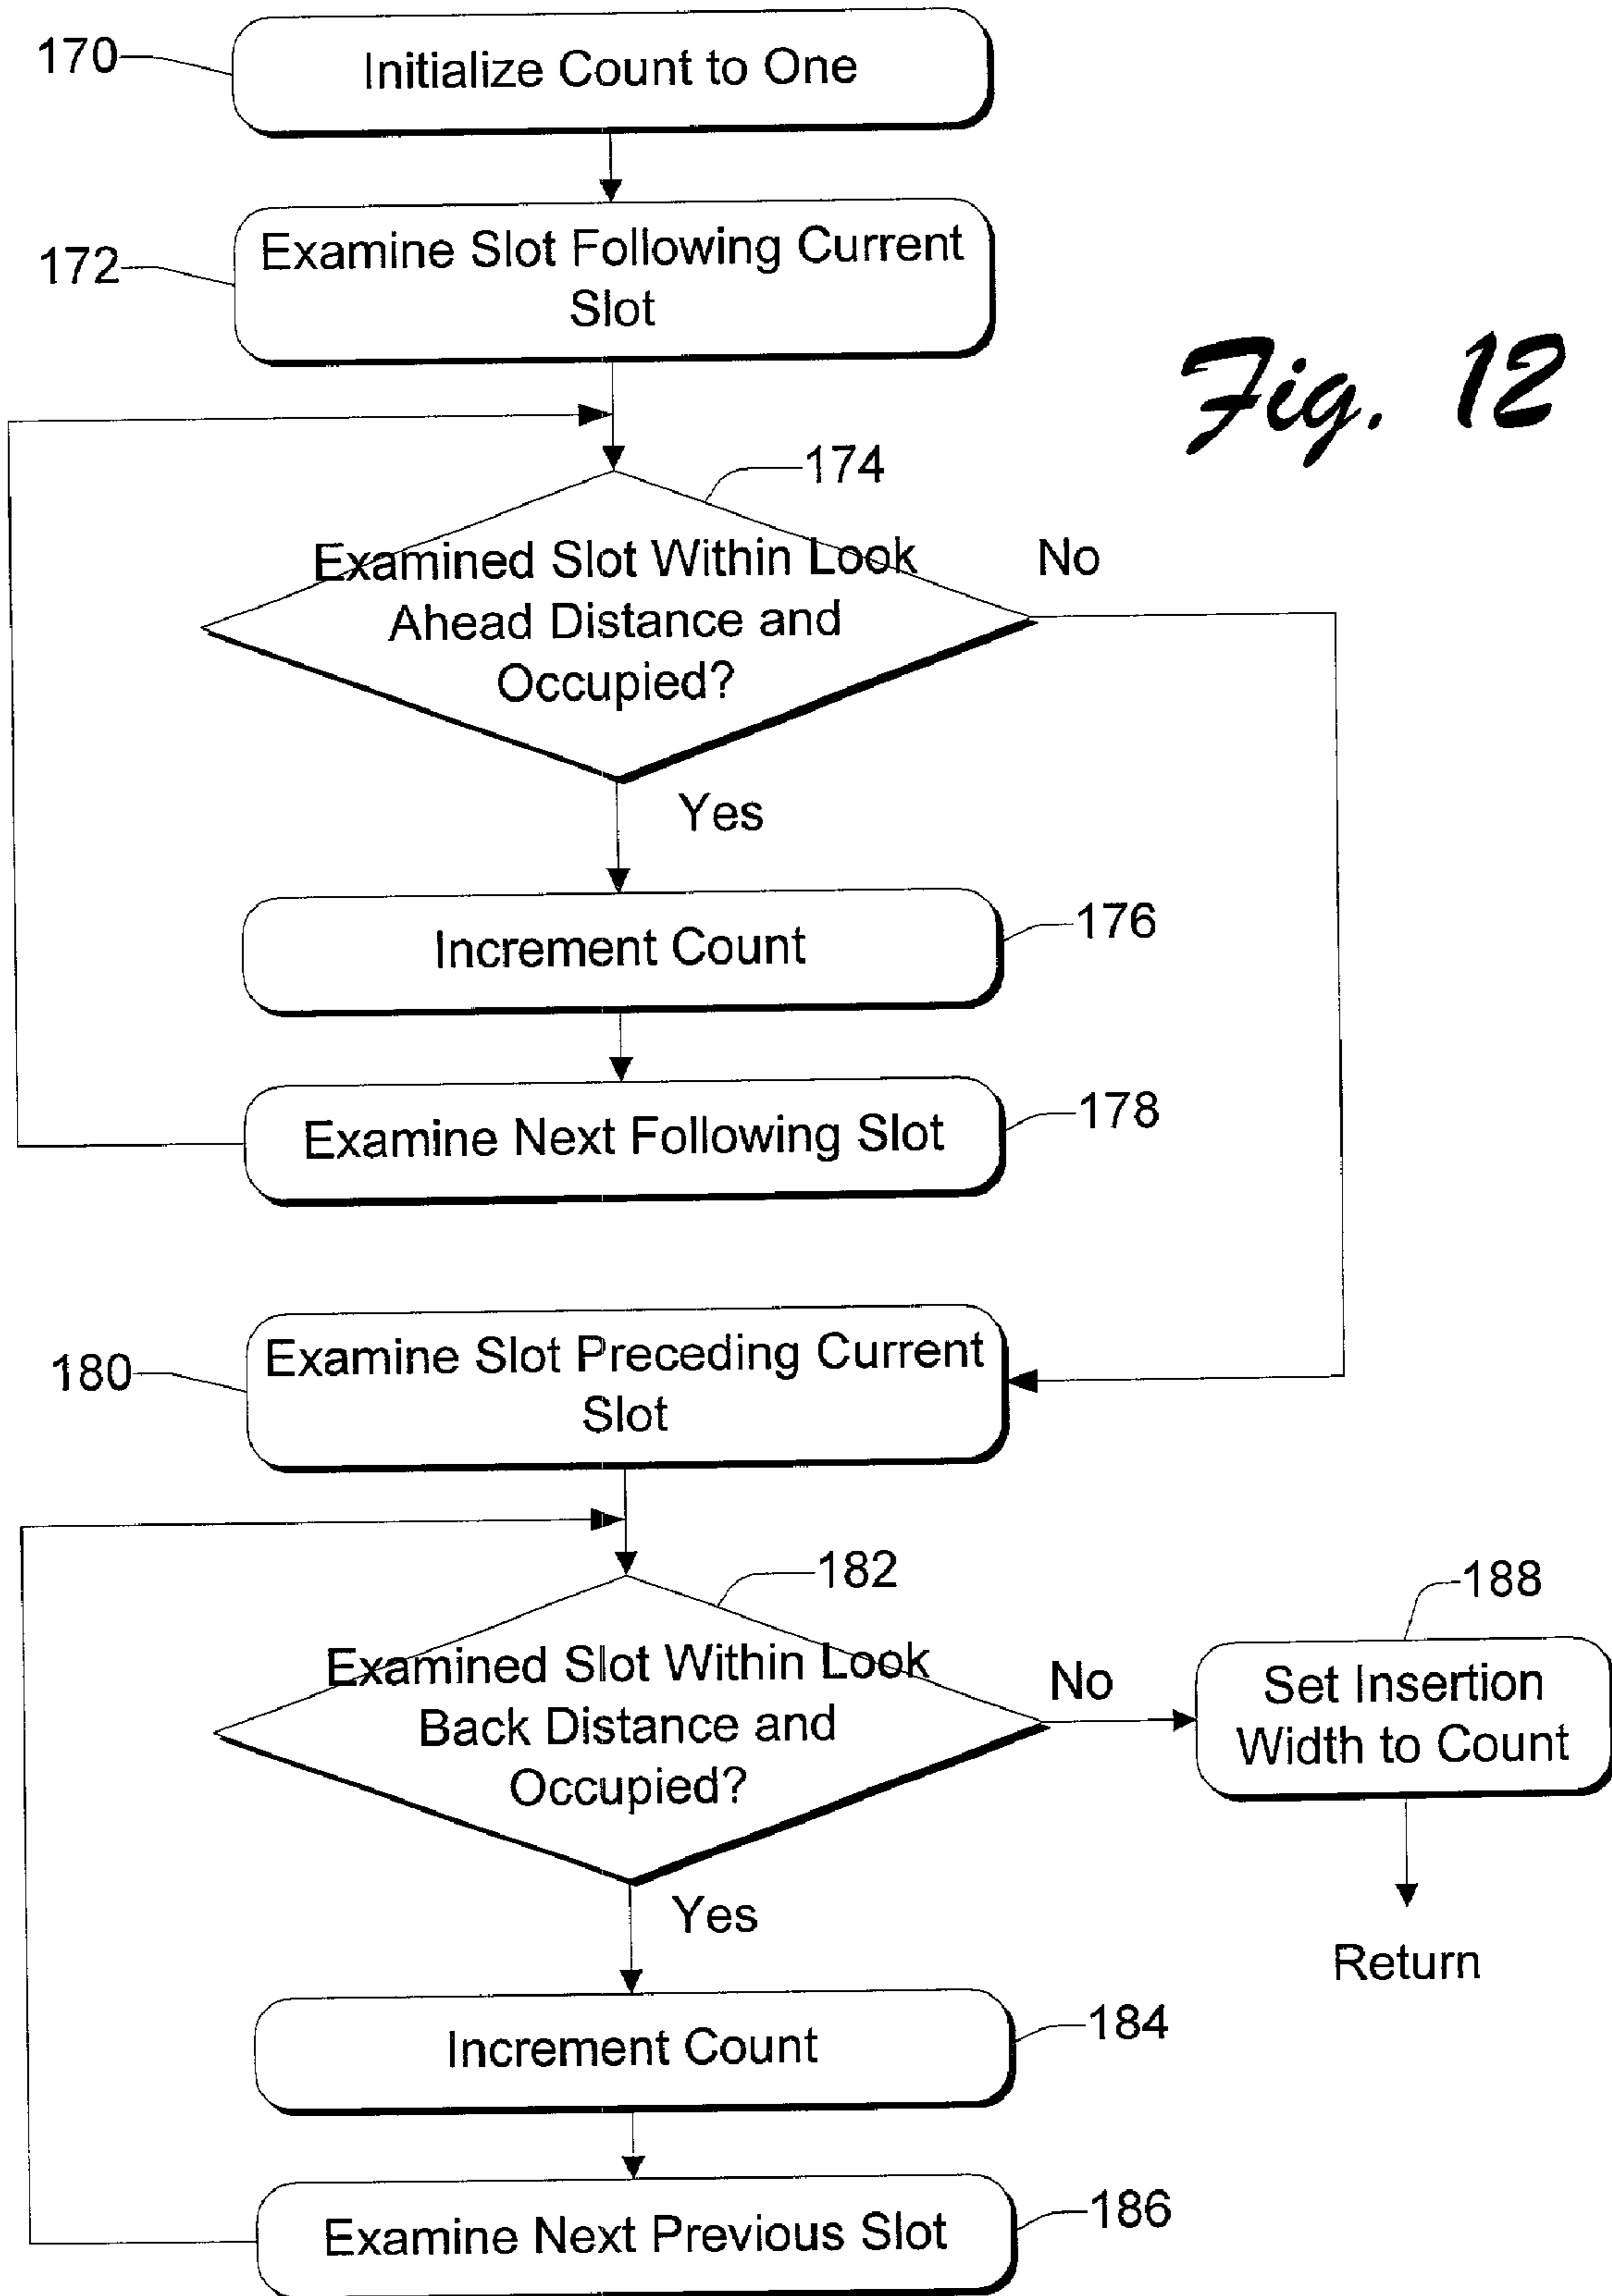 170
Initialize Count to One
172
Examine Slot Following Current
Slot
Fig. 12
174
Examined Slot Within Look
Ahead Distance and
Occupied?
No
Yes
Increment Count
176
Examine Next Following Slot
178
180
Examine Slot Preceding Current
Slot
182
Examined Slot Within Look
Back Distance and
Occupied?
No
188
Set Insertion
Width to Count
Yes
Return
Increment Count
184
Examine Next Previous Slot
186